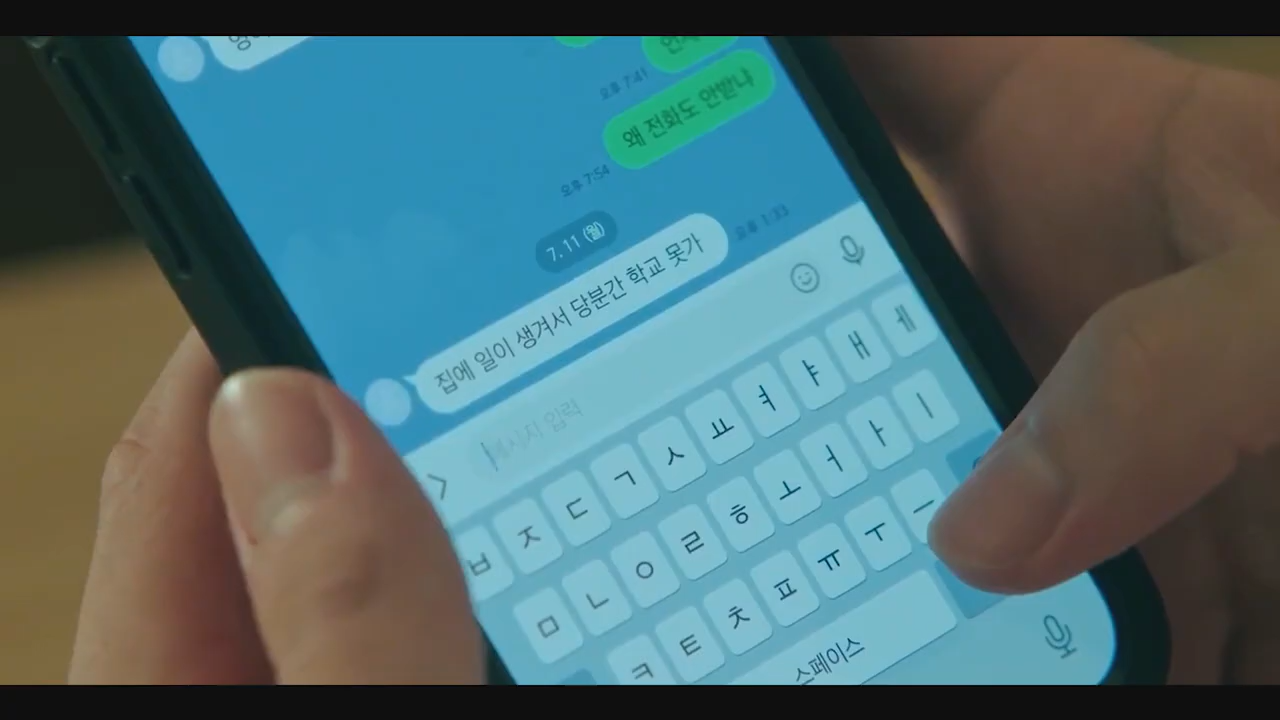 오후 7:41
왜 전화도 안받냐
오후 7:54
7.11 (월)
집에 일이 생겨서 당분간 학교 못가
오후 1:33
메시지 입력
ㅂ ㅈ ㄷ ㄱ ㅅ ㅛ ㅕ ㅑ ㅐ ㅔ
ㅁ ㄴ ㅇ ㄹ ㅎ ㅗ ㅓ ㅏ ㅣ
ㅋ ㅌ ㅊ ㅍ ㅠ ㅜ ㅡ
스페이스